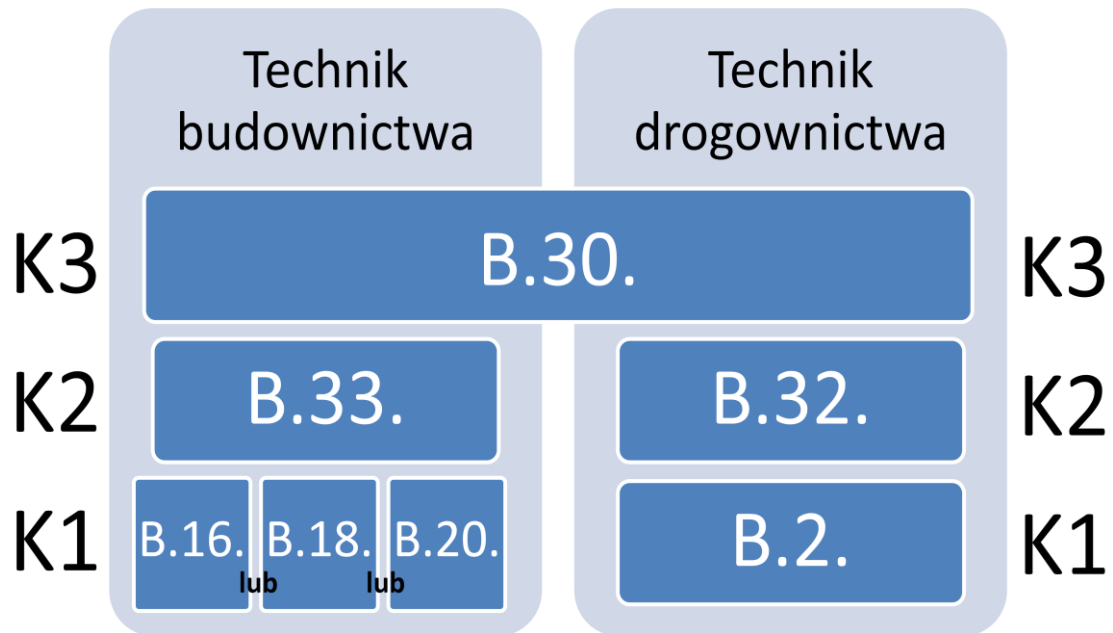 Technik
budownictwa
Technik
drogownictwa
K3
B.30.
K3
K2
B.33.
B.32.
K2
K1
B.16.
lub
B.18.
lub
B.20.
B.2.
K1